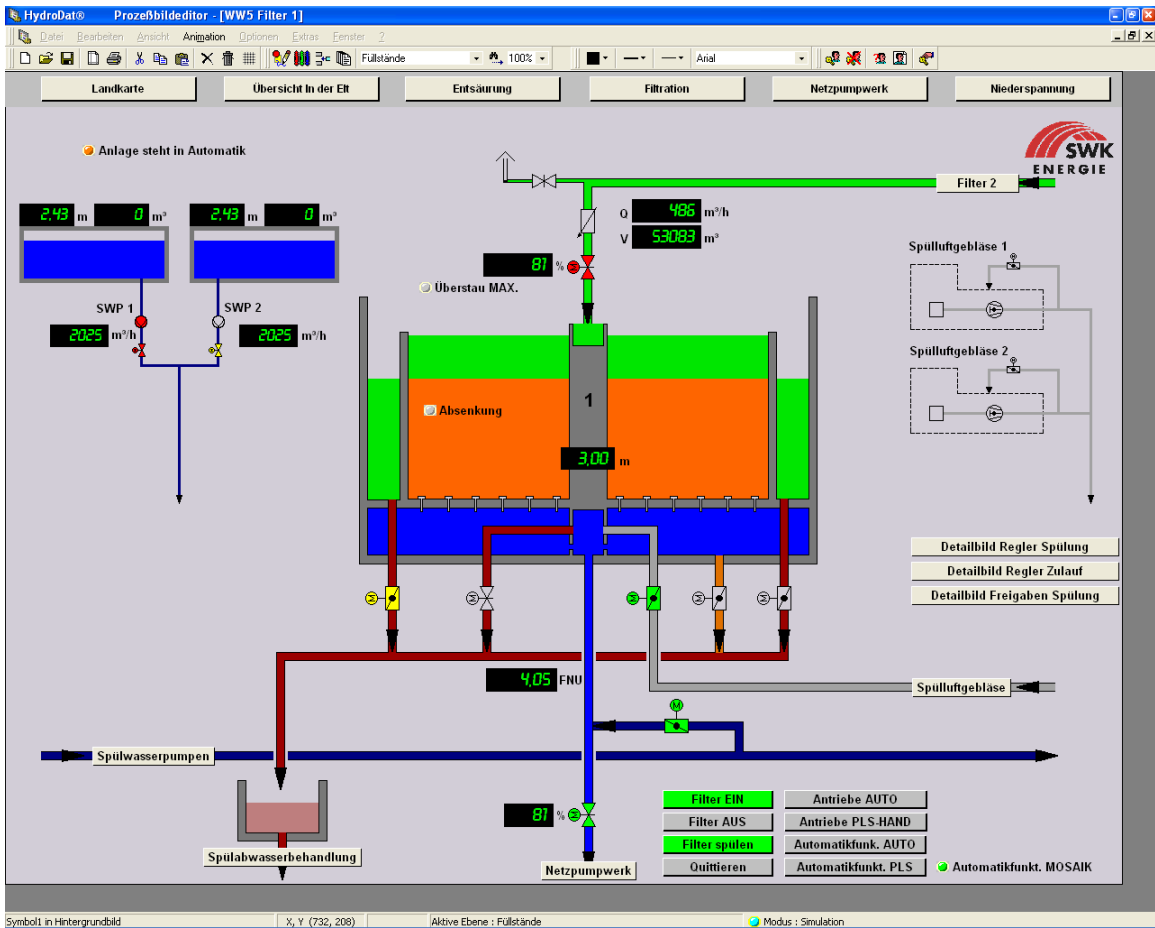 HydroDat® Prozeßbildeditor - [WW5 Filter 1]
Datei Bearbeiten Ansicht Animation Optionen Extras Fenster ?
Füllstände 100% Arial
Landkarte Übersicht In der Elt Entsäurung Filtration Netzpumpwerk Niederspannung
Anlage steht in Automatik
SWK
ENERGIE
Filter 2
2,43 m 0 m³ 2,43 m 0 m³
Q 486 m³/h
V 53083 m³
Spülluftgebläse 1
81 %
Überstau MAX.
SWP 1 SWP 2
2025 m³/h 2025 m³/h
Spülluftgebläse 2
1
Absenkung
3,00 m
Detailbild Regler Spülung
Detailbild Regler Zulauf
Detailbild Freigaben Spülung
M M M M M
4,05 FNU
Spülluftgebläse
M
Spülwasserpumpen
Filter EIN Antriebe AUTO
81 % M
Filter AUS Antriebe PLS-HAND
Filter spülen Automatikfunk. AUTO
Spülabwasserbehandlung
Quittieren Automatikfunkt. PLS Automatikfunkt. MOSAIK
Netzpumpwerk
Symbol1 in Hintergrundbild X, Y (732, 208) Aktive Ebene : Füllstände Modus : Simulation